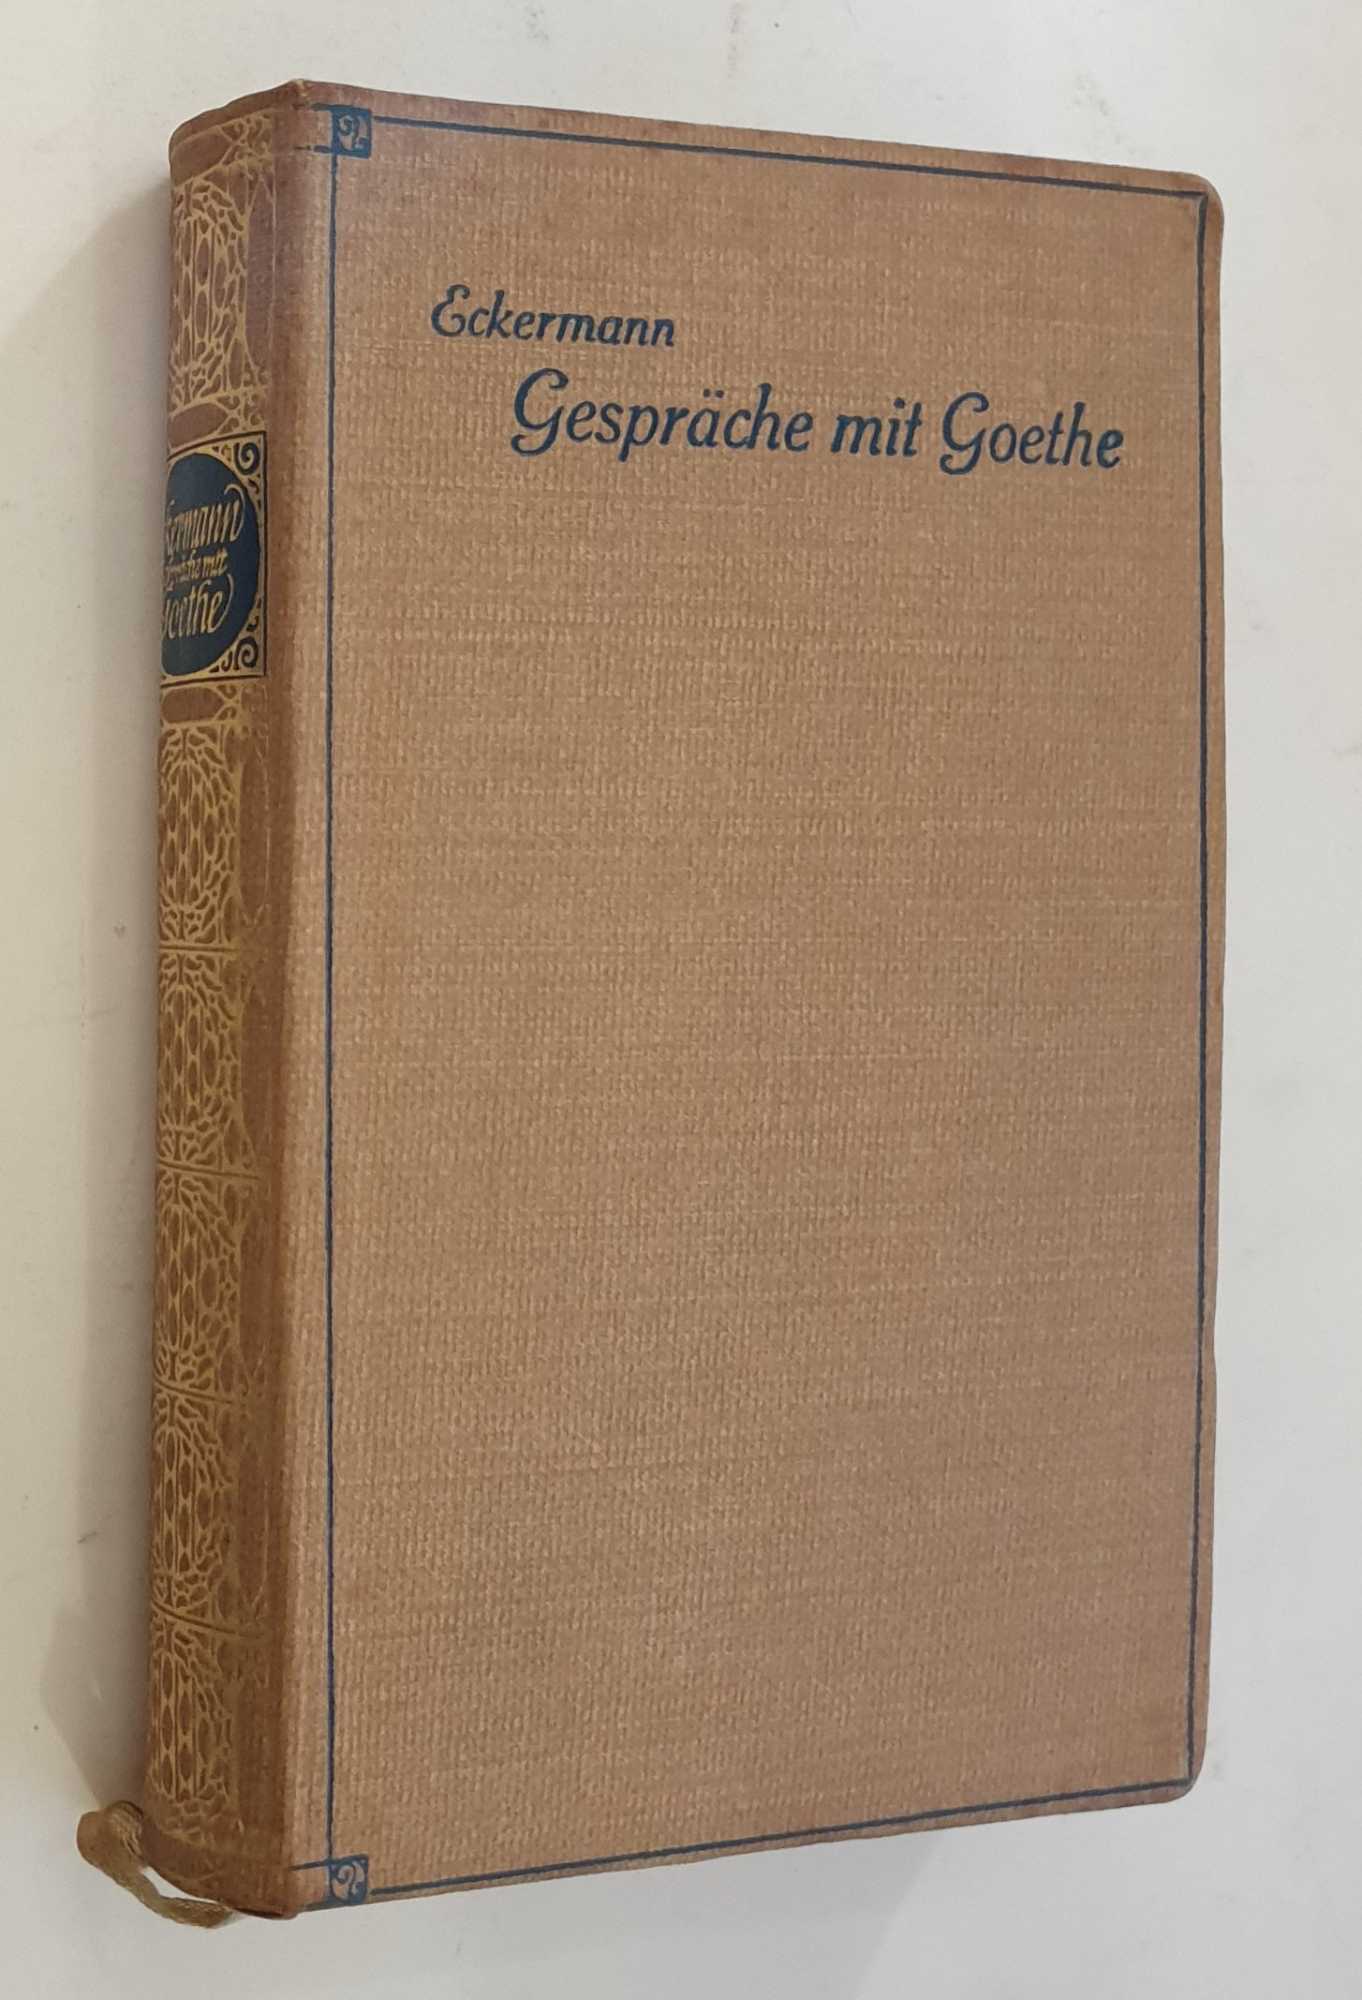 Eckermann
Gespräche mit Goethe